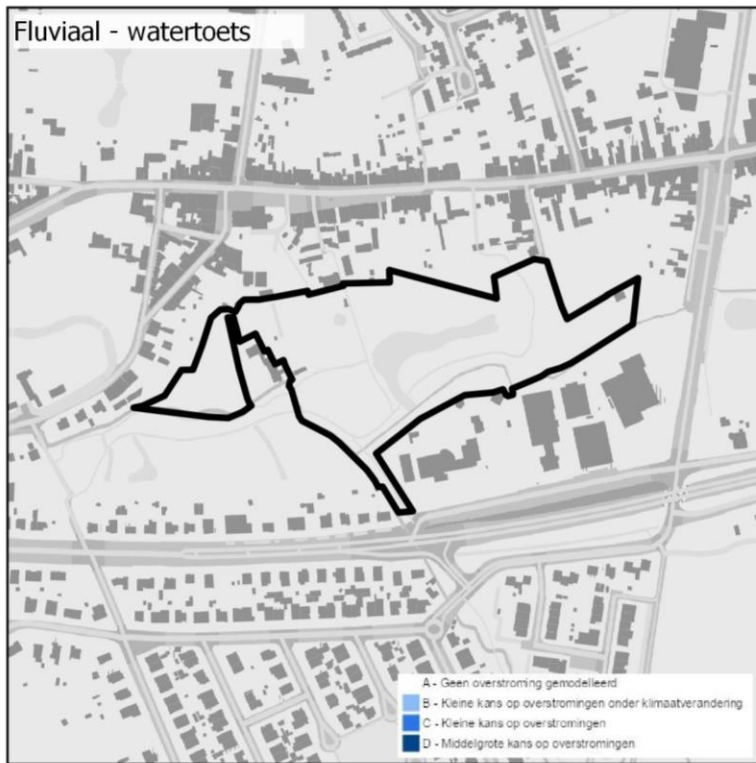 Fluviaal - watertoets
A - Geen overstroming gemodelleerd
B - Kleine kans op overstromingen onder klimaatverandering
C - Kleine kans op overstromingen
D - Middelgrote kans op overstromingen